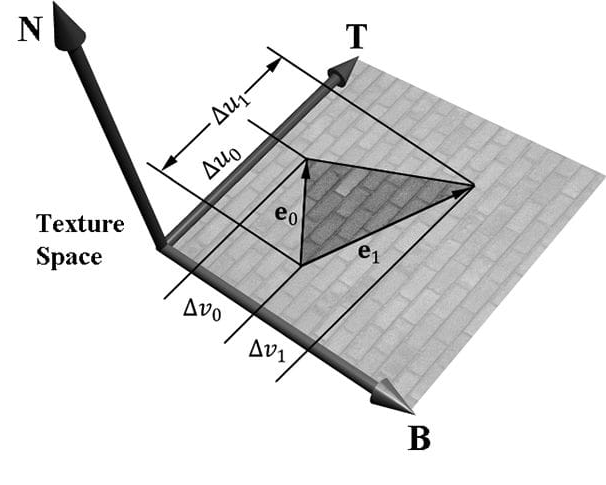 N
T
Δu₁
Δu₀
Texture
Space
e₀
e₁
Δv₀
Δv₁
B